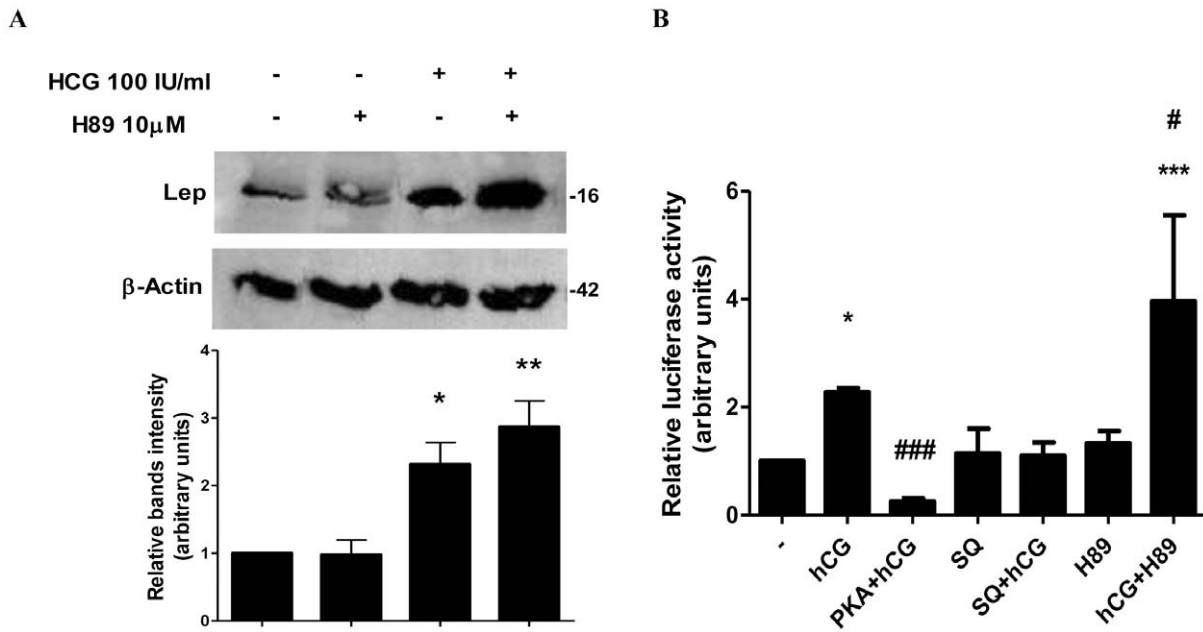 A
HCG 100 IU/ml - - + +
H89 10μM - + - +
Lep -16
β-Actin -42
Relative bands intensity
(arbitrary units)
4
3
2
1
0
* **
B
Relative luciferase activity
(arbitrary units)
6
4
2
0
*
###
#
***
-
hCG
PKA+hCG
SQ
SQ+hCG
H89
hCG+H89